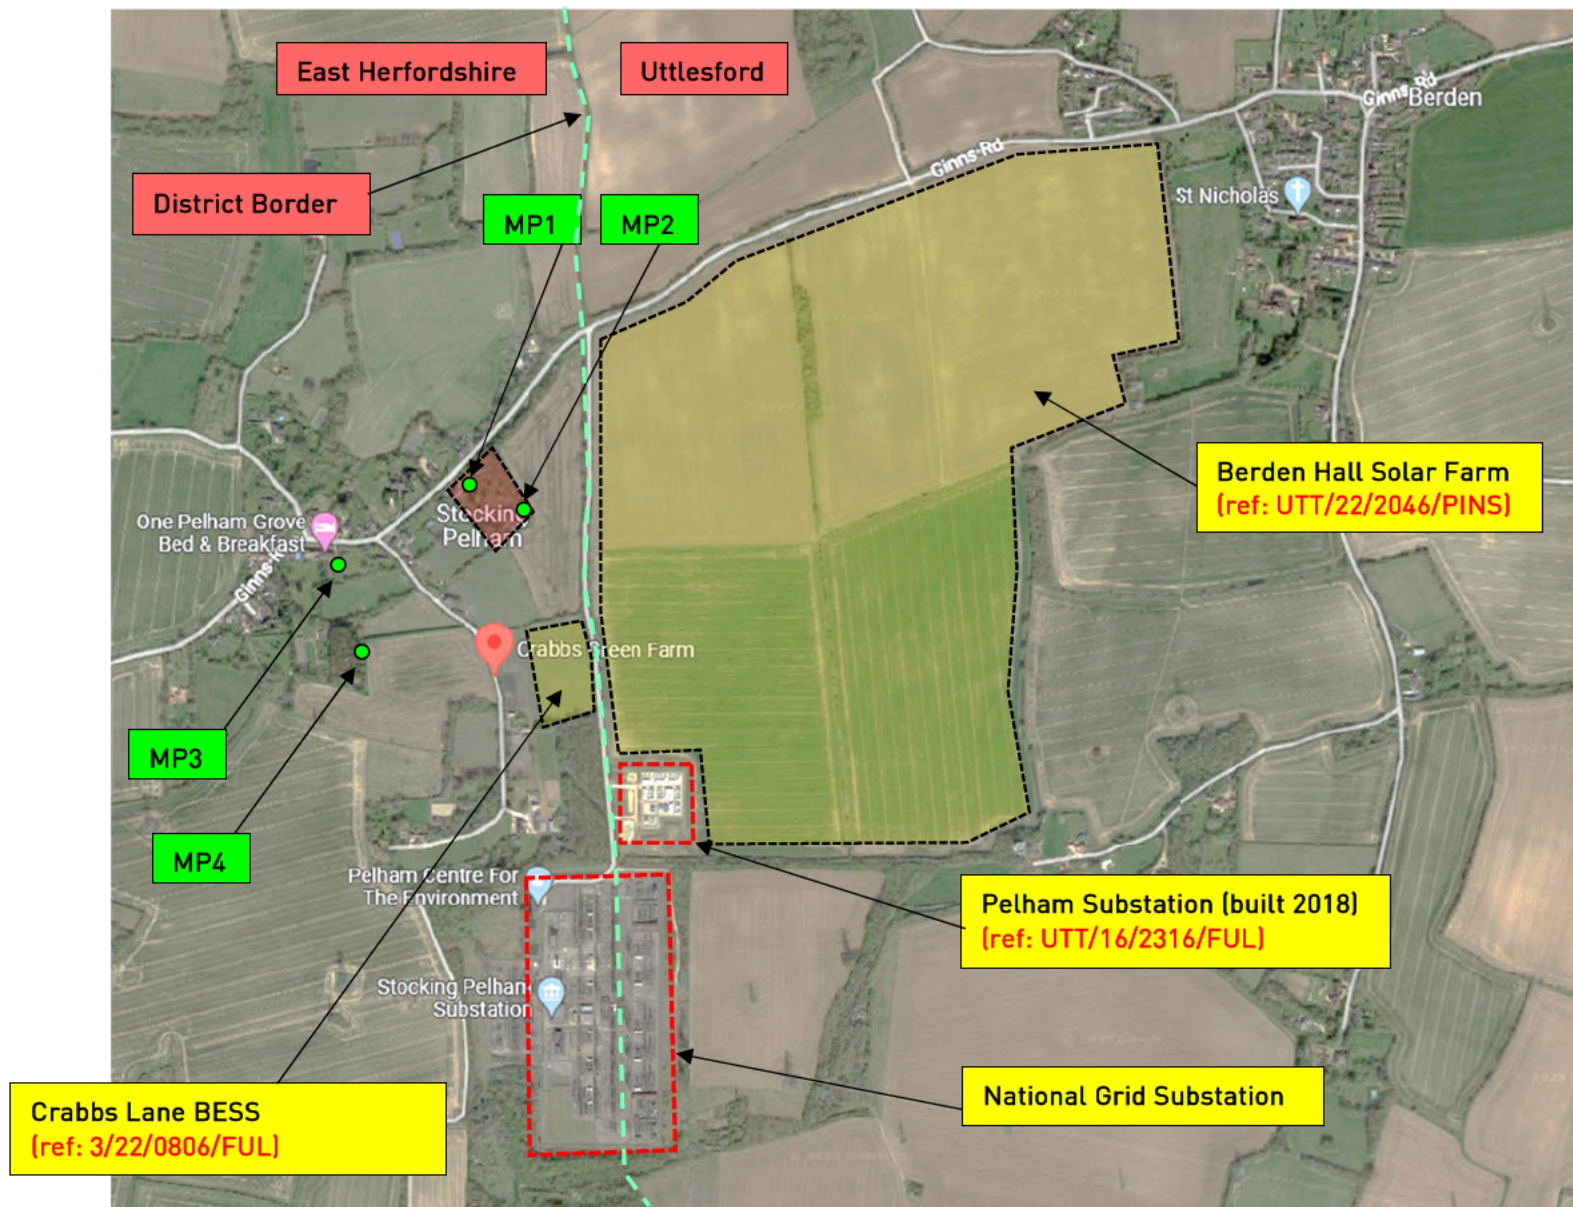 East Herfordshire
Uttlesford
Ginns Rd
Berden
District Border
Ginns Rd
St Nicholas
MP1
MP2
Berden Hall Solar Farm
(ref: UTT/22/2046/PINS)
One Pelham Grove
Bed & Breakfast
Stocking
Pelham
Ginns R
Crabbs Green Farm
MP3
MP4
Pelham Centre For
The Environment
Pelham Substation (built 2018)
(ref: UTT/16/2316/FUL)
Stocking Pelham
Substation
National Grid Substation
Crabbs Lane BESS
(ref: 3/22/0806/FUL)